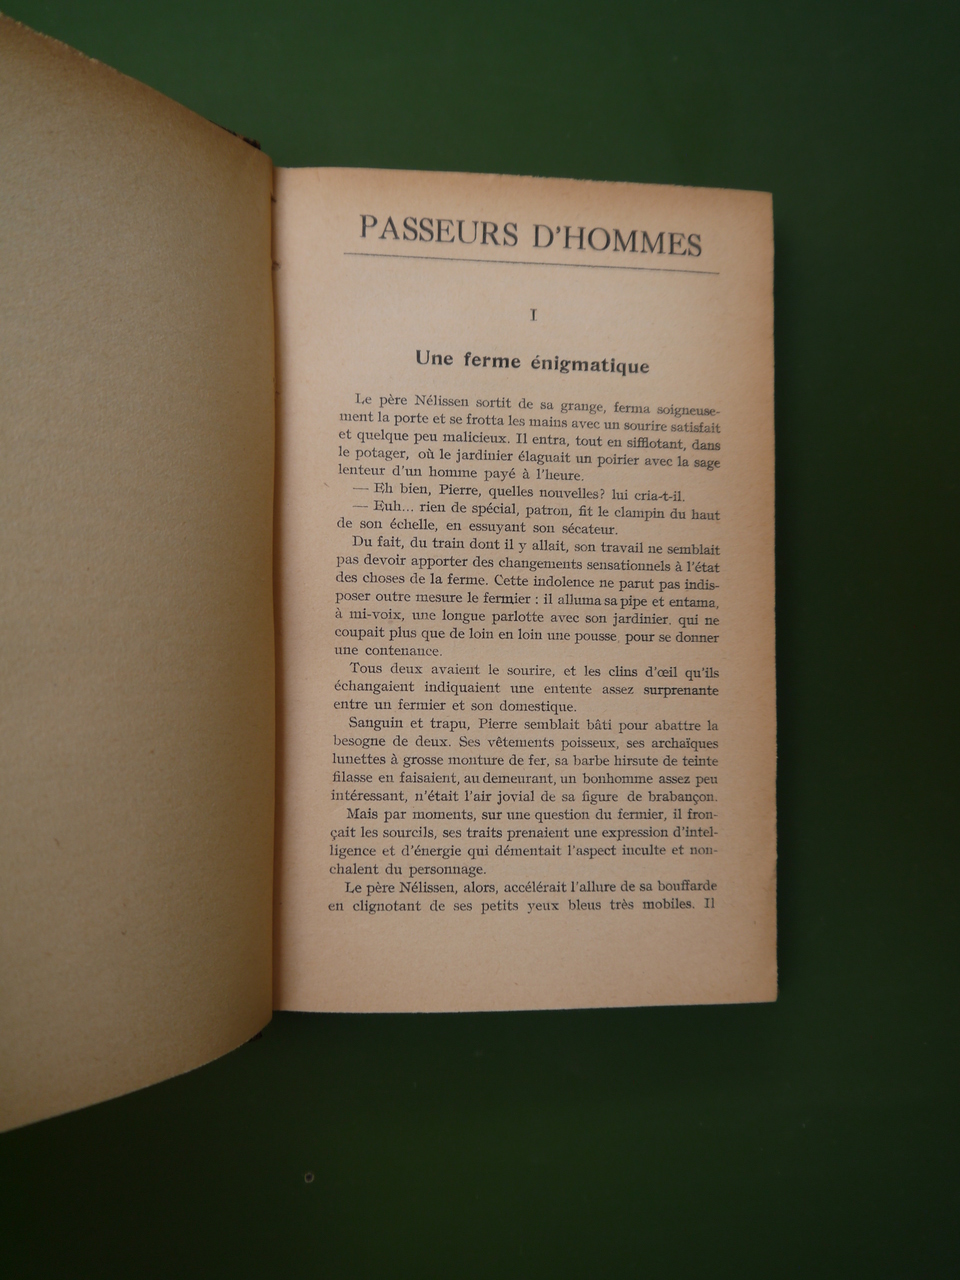 PASSEURS D'HOMMES
I
Une ferme énigmatique
Le père Nélissen sortit de sa grange, ferma soigneuse-
ment la porte et se frotta les mains avec un sourire satisfait
et quelque peu malicieux. Il entra, tout en sifflotant, dans
le potager, où le jardinier élaguait un poirier avec la sage
lenteur d'un homme payé à l'heure.
— Eh bien, Pierre, quelles nouvelles? lui cria-t-il.
— Euh... rien de spécial, patron, fit le clampin du haut
de son échelle, en essuyant son sécateur.
Du fait, du train dont il y allait, son travail ne semblait
pas devoir apporter des changements sensationnels à l'état
des choses de la ferme. Cette indolence ne parut pas indis-
poser outre mesure le fermier : il alluma sa pipe et entama,
à mi-voix, une longue parlotte avec son jardinier, qui ne
coupait plus que de loin en loin une pousse, pour se donner
une contenance.
Tous deux avaient le sourire, et les clins d'œil qu'ils
échangaient indiquaient une entente assez surprenante
entre un fermier et son domestique.
Sanguin et trapu, Pierre semblait bâti pour abattre la
besogne de deux. Ses vêtements poisseux, ses archaïques
lunettes à grosse monture de fer, sa barbe hirsute de teinte
filasse en faisaient, au demeurant, un bonhomme assez peu
intéressant, n'était l'air jovial de sa figure de brabançon.
Mais par moments, sur une question du fermier, il fron-
çait les sourcils, ses traits prenaient une expression d'intel-
ligence et d'énergie qui démentait l'aspect inculte et non-
chalent du personnage.
Le père Nélissen, alors, accélérait l'allure de sa bouffarde
en clignotant de ses petits yeux bleus très mobiles. Il